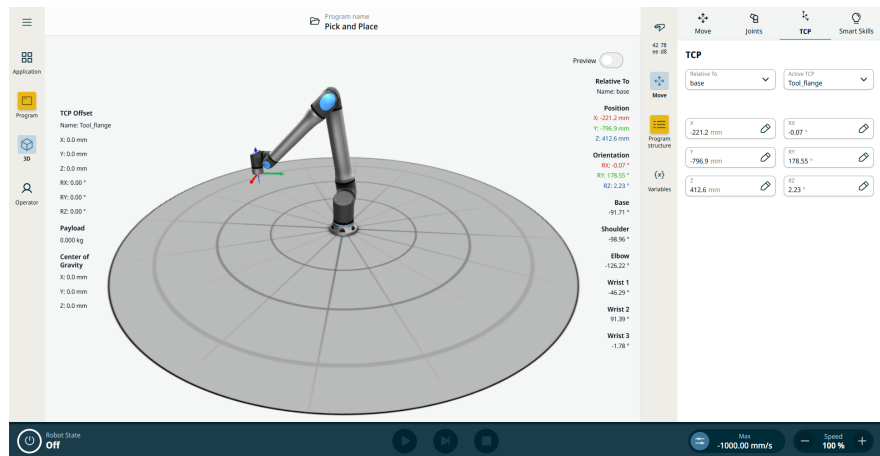 Program name
Pick and Place
Application
Program
3D
Operator
TCP Offset
Name: Tool_flange
X: 0.0 mm
Y: 0.0 mm
Z: 0.0 mm
RX: 0.00 °
RY: 0.00 °
RZ: 0.00 °
Payload
0.000 kg
Center of
Gravity
X: 0.0 mm
Y: 0.0 mm
Z: 0.0 mm
Preview
Relative To
Name: base
Position
X: -221.2 mm
Y: -796.9 mm
Z: 412.6 mm
Orientation
RX: -0.07 °
RY: 178.55 °
RZ: 2.23 °
Base
-91.71 °
Shoulder
-98.96 °
Elbow
-126.22 °
Wrist 1
-46.29 °
Wrist 2
91.39 °
Wrist 3
-1.78 °
42 78
ee d8
Move
Program
structure
{x}
Variables
Move
Joints
TCP
Smart Skills
TCP
Relative To
base
Active TCP
Tool_flange
X
-221.2 mm
RX
-0.07 °
Y
-796.9 mm
RY
178.55 °
Z
412.6 mm
RZ
2.23 °
Robot State
Off
Max
-1000.00 mm/s
Speed
100 %